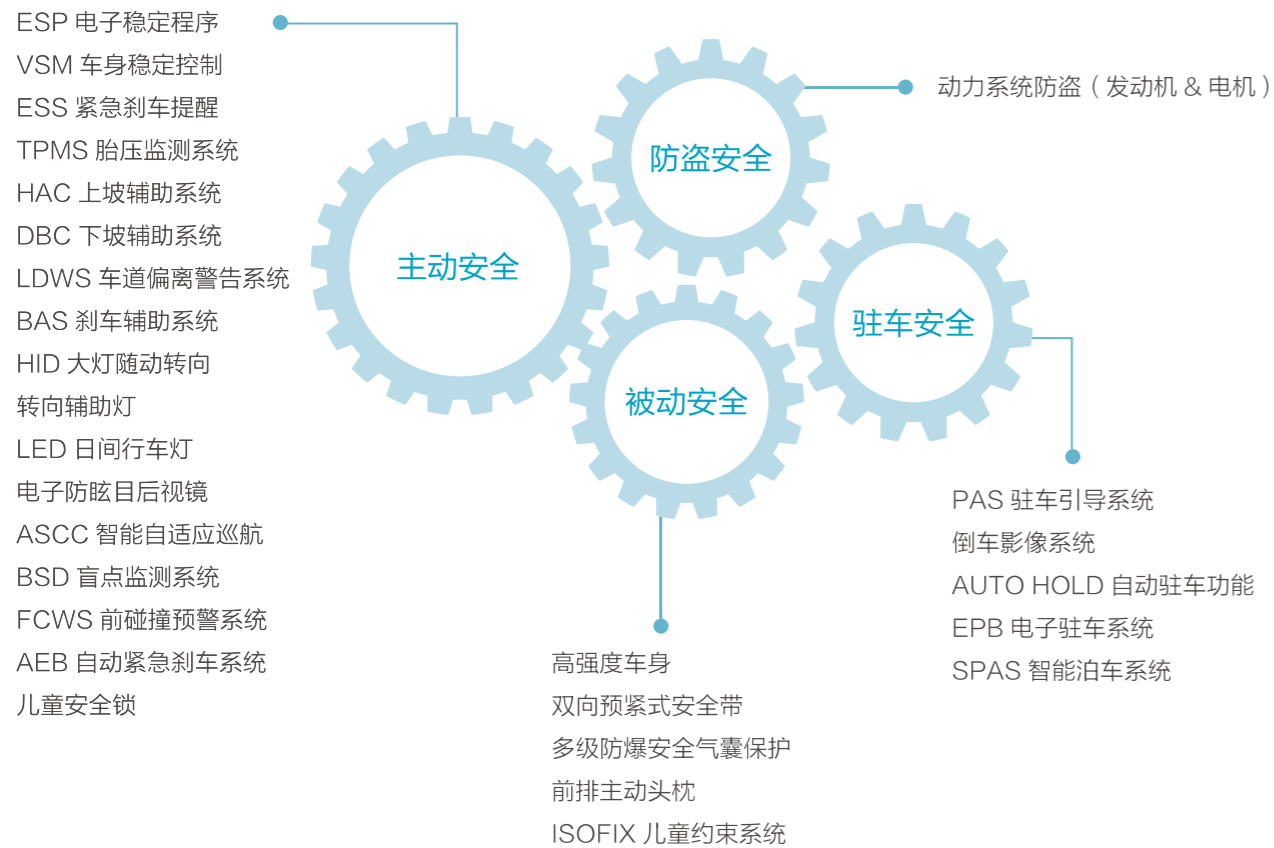 ESP 电子稳定程序
VSM 车身稳定控制
ESS 紧急刹车提醒
TPMS 胎压监测系统
HAC 上坡辅助系统
DBC 下坡辅助系统
LDWS 车道偏离警告系统
BAS 刹车辅助系统
HID 大灯随动转向
转向辅助灯
LED 日间行车灯
电子防眩目后视镜
ASCC 智能自适应巡航
BSD 盲点监测系统
FCWS 前碰撞预警系统
AEB 自动紧急刹车系统
儿童安全锁
主动安全
防盗安全
动力系统防盗（发动机 & 电机）
被动安全
高强度车身
双向预紧式安全带
多级防爆安全气囊保护
前排主动头枕
ISOFIX 儿童约束系统
驻车安全
PAS 驻车引导系统
倒车影像系统
AUTO HOLD 自动驻车功能
EPB 电子驻车系统
SPAS 智能泊车系统